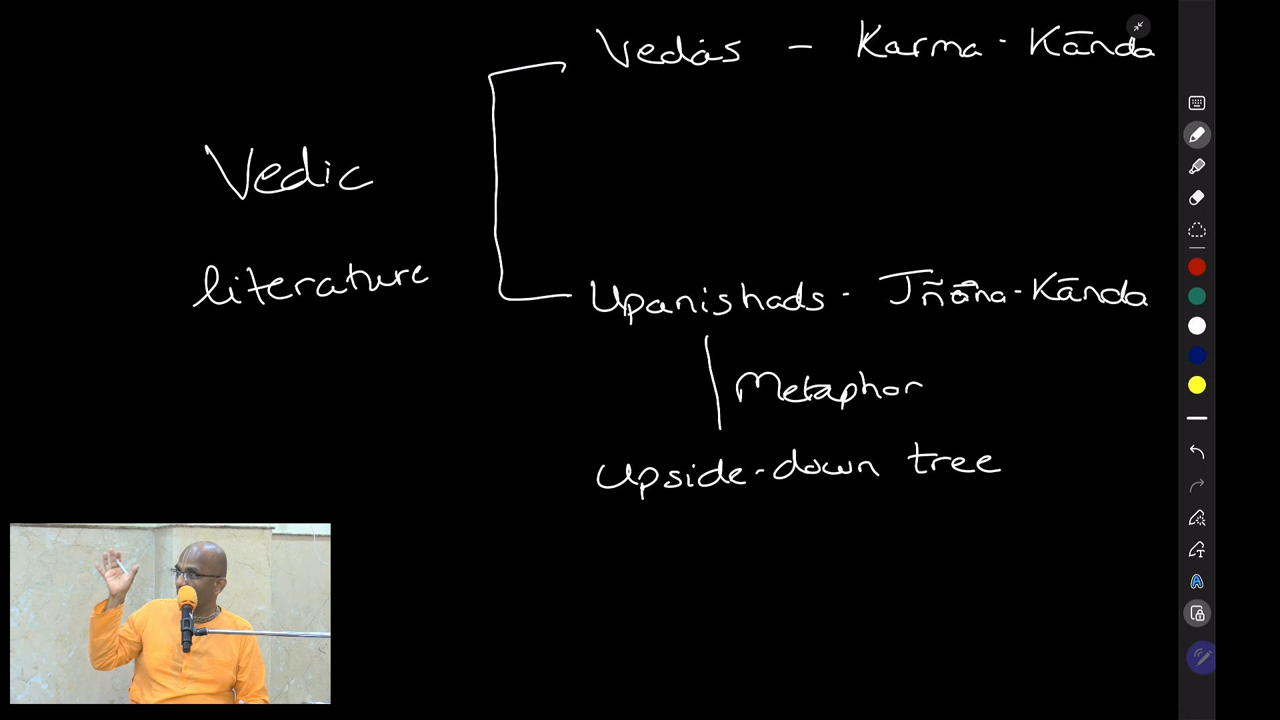 Vedās - Karma - Kānda
Vedic
literature
Upanishads - Jñāna - Kānda
Metaphor
Upside-down tree